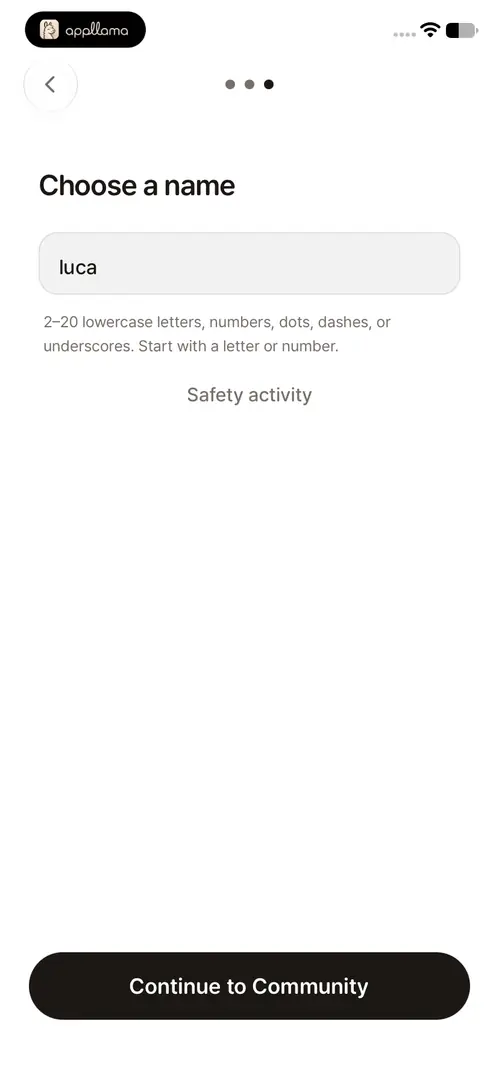 appllama
Choose a name
luca
2–20 lowercase letters, numbers, dots, dashes, or
underscores. Start with a letter or number.
Safety activity
Continue to Community